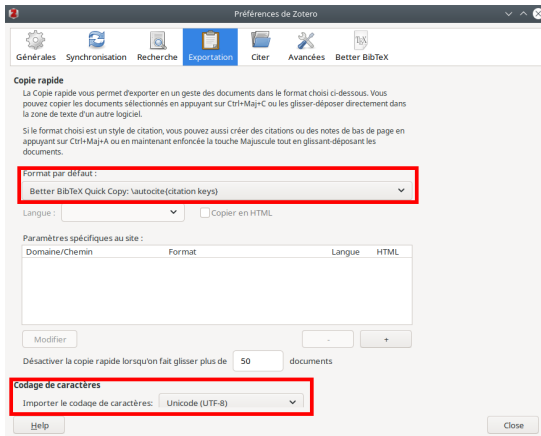 Préférences de Zotero
Générales Synchronisation Recherche Exportation Citer Avancées Better BibTeX
Copie rapide
La Copie rapide vous permet d'exporter en un geste des documents dans le format choisi ci-dessous. Vous
pouvez copier les documents sélectionnés en appuyant sur Ctrl+Maj+C ou les glisser-déposer directement dans
la zone de texte d'un autre logiciel.
Si le format choisi est un style de citation, vous pouvez aussi créer des citations ou des notes de bas de page en
appuyant sur Ctrl+Maj+A ou en maintenant enfoncée la touche Majuscule tout en glissant-déposant les
documents.
Format par défaut :
Better BibTeX Quick Copy: \autocite{citation keys}
Langue : Copier en HTML
Paramètres spécifiques au site :
Domaine/Chemin Format Langue HTML
Modifier - +
Désactiver la copie rapide lorsqu'on fait glisser plus de 50 documents
Codage de caractères
Importer le codage de caractères: Unicode (UTF-8)
Help Close